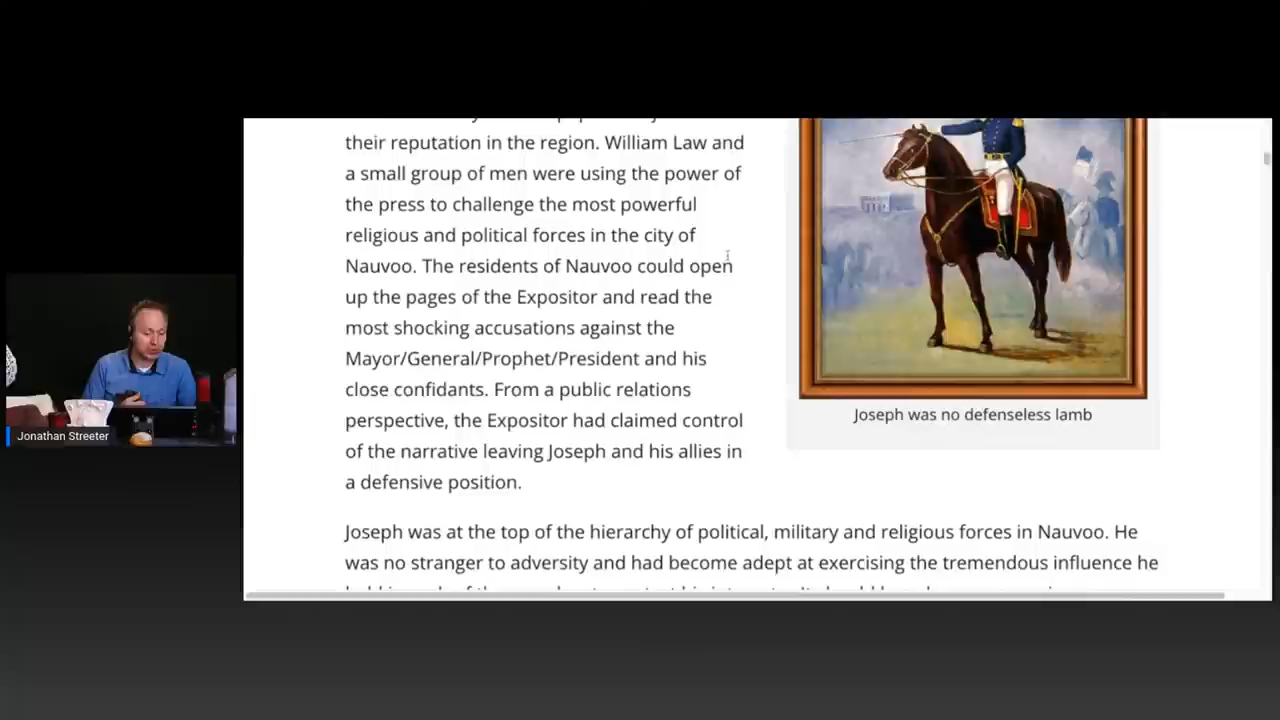 their reputation in the region. William Law and
a small group of men were using the power of
the press to challenge the most powerful
religious and political forces in the city of
Nauvoo. The residents of Nauvoo could open
up the pages of the Expositor and read the
most shocking accusations against the
Mayor/General/Prophet/President and his
close confidants. From a public relations
perspective, the Expositor had claimed control
of the narrative leaving Joseph and his allies in
a defensive position.
Joseph was no defenseless lamb
Joseph was at the top of the hierarchy of political, military and religious forces in Nauvoo. He
was no stranger to adversity and had become adept at exercising the tremendous influence he
Jonathan Streeter